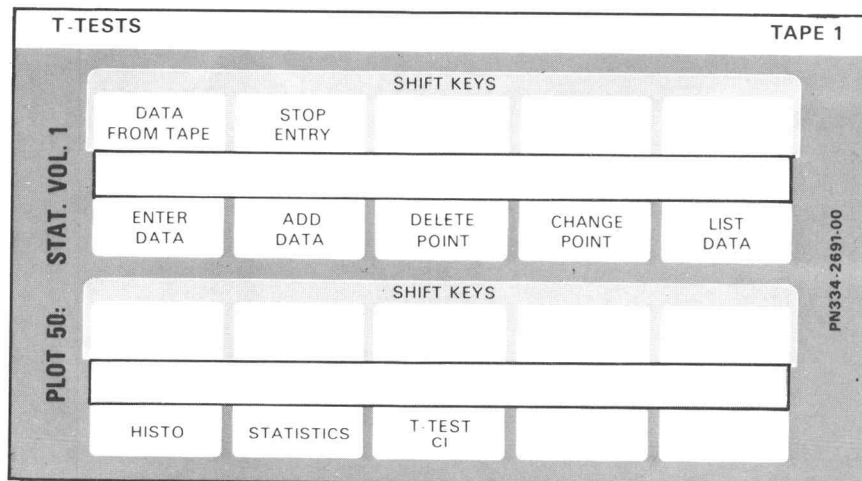 T-TESTS
TAPE 1
SHIFT KEYS
DATA
FROM TAPE
STOP
ENTRY
ENTER
DATA
ADD
DATA
DELETE
POINT
CHANGE
POINT
LIST
DATA
SHIFT KEYS
HISTO
STATISTICS
T-TEST
CI
PLOT 50: STAT. VOL. 1
PN334-2691-00